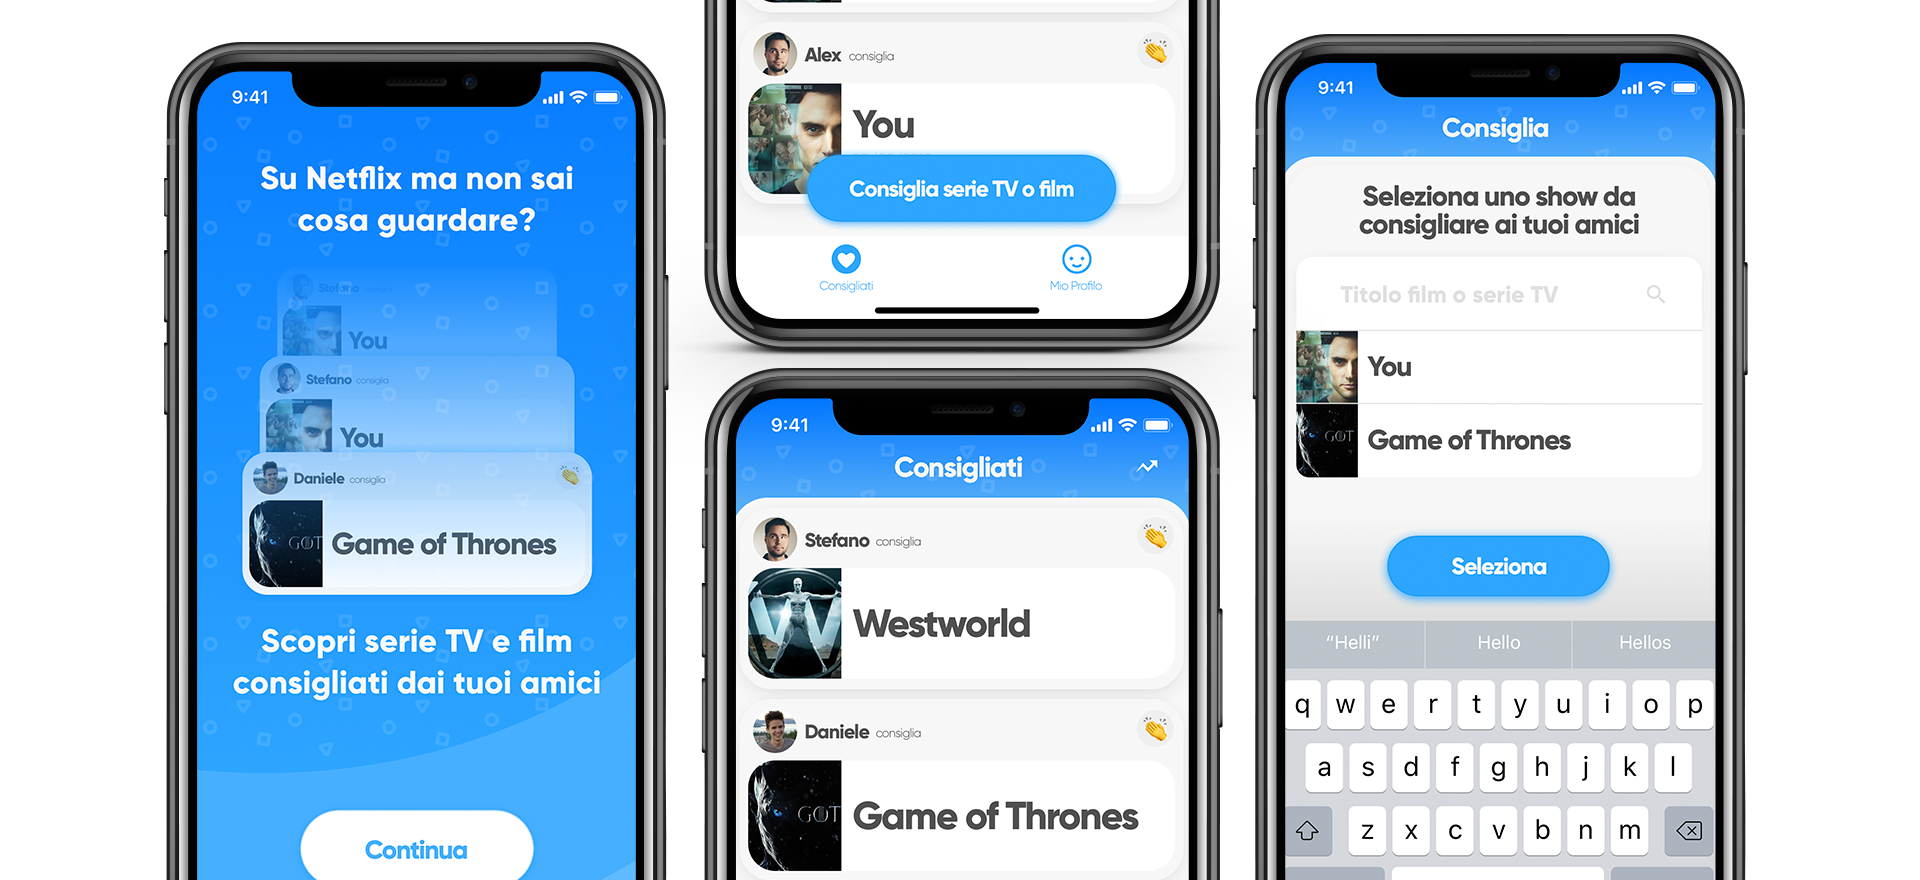 9:41
Su Netflix ma non sai
cosa guardare?
Stefano consiglia
You
Stefano consiglia
You
Daniele consiglia
GOT
Game of Thrones
Scopri serie TV e film
consigliati dai tuoi amici
Continua
Alex consiglia
You
Consiglia serie TV o film
Consigliati
Mio Profilo
9:41
Consigliati
Stefano consiglia
W
Westworld
Daniele consiglia
GOT
Game of Thrones
9:41
Consiglia
Seleziona uno show da
consigliare ai tuoi amici
Titolo film o serie TV
You
GOT
Game of Thrones
Seleziona
“Helli” Hello Hellos
q w e r t y u i o p
a s d f g h j k l
z x c v b n m